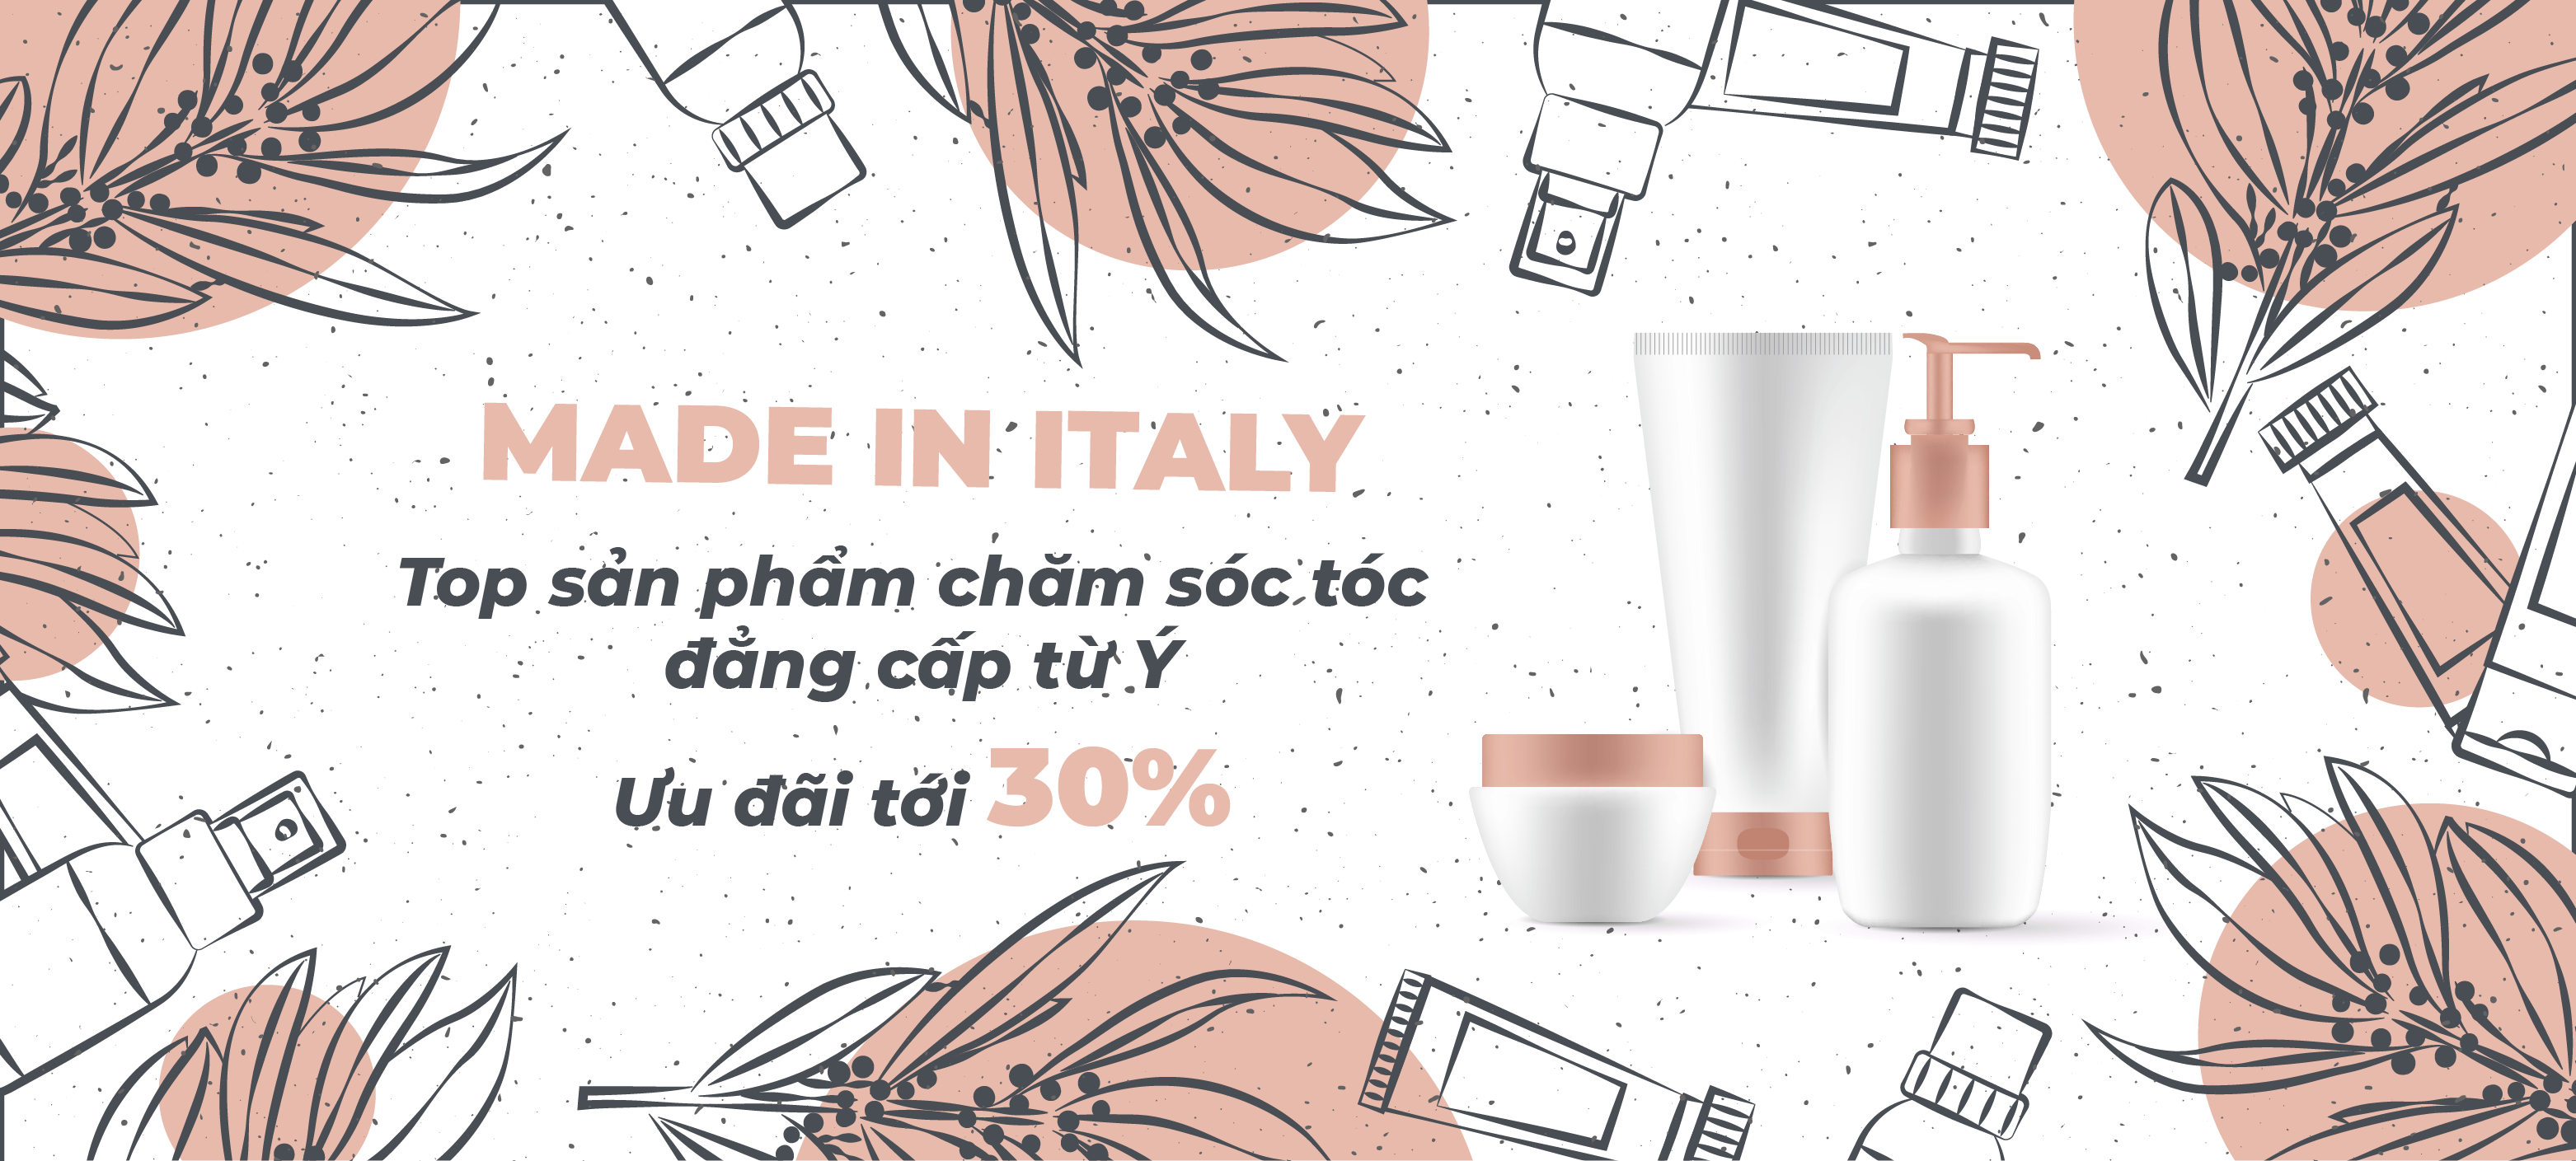 MADE IN ITALY
Top sản phẩm chăm sóc tóc
đẳng cấp từ Ý
Ưu đãi tới 30%